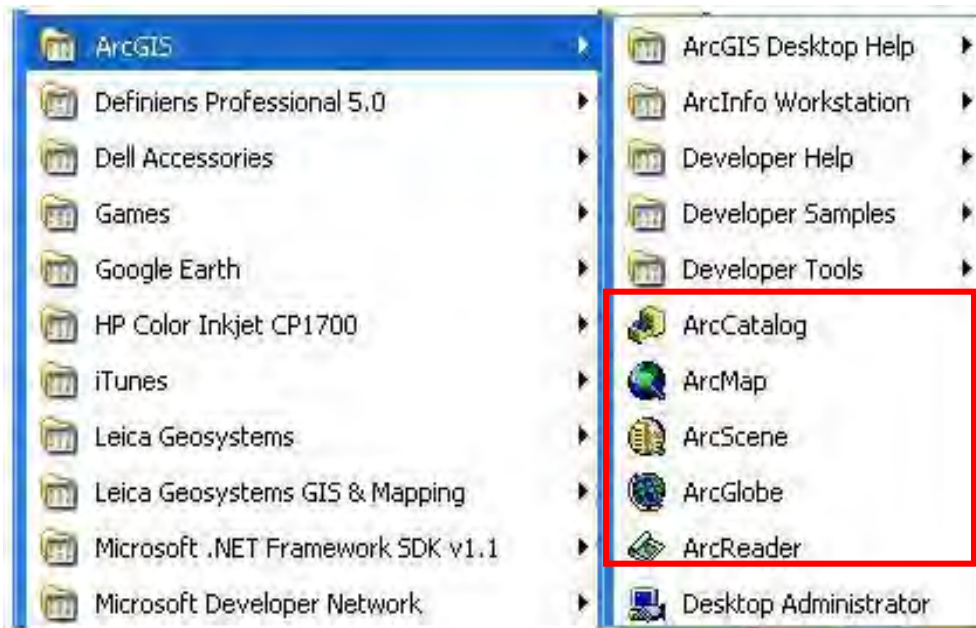 ArcGIS
Definiens Professional 5.0
Dell Accessories
Games
Google Earth
HP Color Inkjet CP1700
iTunes
Leica Geosystems
Leica Geosystems GIS & Mapping
Microsoft .NET Framework SDK v1.1
Microsoft Developer Network
ArcGIS Desktop Help
ArcInfo Workstation
Developer Help
Developer Samples
Developer Tools
ArcCatalog
ArcMap
ArcScene
ArcGlobe
ArcReader
Desktop Administrator